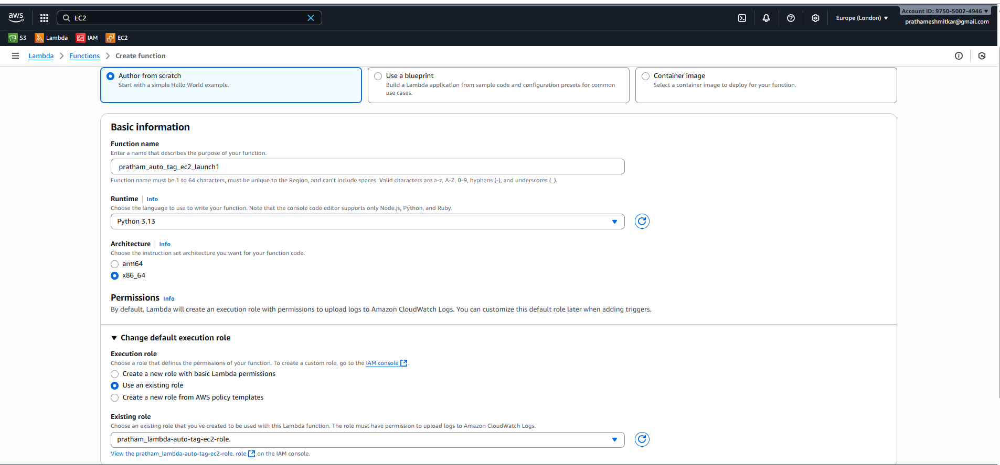 aws
EC2
Europe (London)
Account ID: 9750-5002-4946
prathameshmitkar@gmail.com
S3
Lambda
IAM
EC2
Lambda
Functions
Create function
Author from scratch
Start with a simple Hello World example.
Use a blueprint
Build a Lambda application from sample code and configuration presets for common
use cases.
Container image
Select a container image to deploy for your function.
Basic information
Function name
Enter a name that describes the purpose of your function.
pratham_auto_tag_ec2_launch1
Function name must be 1 to 64 characters, must be unique to the Region, and can't include spaces. Valid characters are a-z, A-Z, 0-9, hyphens (-), and underscores (_).
Runtime Info
Choose the language to use to write your function. Note that the console code editor supports only Node.js, Python, and Ruby.
Python 3.13
Architecture Info
Choose the instruction set architecture you want for your function code.
arm64
x86_64
Permissions Info
By default, Lambda will create an execution role with permissions to upload logs to Amazon CloudWatch Logs. You can customize this default role later when adding triggers.
Change default execution role
Execution role
Choose a role that defines the permissions of your function. To create a custom role, go to the IAM console.
Create a new role with basic Lambda permissions
Use an existing role
Create a new role from AWS policy templates
Existing role
Choose an existing role that you've created to be used with this Lambda function. The role must have permission to upload logs to Amazon CloudWatch Logs.
pratham_lambda-auto-tag-ec2-role.
View the pratham_lambda-auto-tag-ec2-role. role on the IAM console.